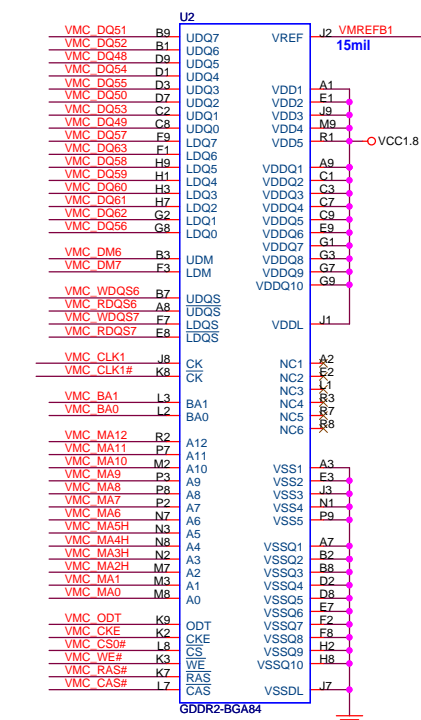 U2
VMC_DQ51 B9 UDQ7 VREF J2 VMREFB1
15mil
VMC_DQ52 B1 UDQ6
VMC_DQ48 D9 UDQ5
VMC_DQ54 D1 UDQ4
VMC_DQ55 D3 UDQ3 VDD1 A1
VMC_DQ50 D7 UDQ2 VDD2 E1
VMC_DQ53 C2 UDQ1 VDD3 J9
VMC_DQ49 C8 UDQ0 VDD4 M9
VMC_DQ57 F9 LDQ7 VDD5 R1 VCC1.8
VMC_DQ63 F1 LDQ6
VMC_DQ58 H9 LDQ5 VDDQ1 A9
VMC_DQ59 H1 LDQ4 VDDQ2 C1
VMC_DQ60 H3 LDQ3 VDDQ3 C3
VMC_DQ61 H7 LDQ2 VDDQ4 C7
VMC_DQ62 G2 LDQ1 VDDQ5 C9
VMC_DQ56 G8 LDQ0 VDDQ6 E9
VDDQ7 G1
VMC_DM6 B3 UDM VDDQ8 G3
VMC_DM7 F3 LDM VDDQ9 G7
VDDQ10 G9
VMC_WDQS6 B7 UDQS
VMC_RDQS6 A8 UDQS
VMC_WDQS7 F7 LDQS VDDL J1
VMC_RDQS7 E8 LDQS
VMC_CLK1 J8 CK NC1 A2
VMC_CLK1# K8 CK NC2 E2
NC3 L1
VMC_BA1 L3 BA1 NC4 R3
VMC_BA0 L2 BA0 NC5 R7
NC6 R8
VMC_MA12 R2 A12
VMC_MA11 P7 A11
VMC_MA10 M2 A10 VSS1 A3
VMC_MA9 P3 A9 VSS2 E3
VMC_MA8 P8 A8 VSS3 J3
VMC_MA7 P2 A7 VSS4 N1
VMC_MA6 N7 A6 VSS5 P9
VMC_MA5H N3 A5
VMC_MA4H N8 A4 VSSQ1 A7
VMC_MA3H N2 A3 VSSQ2 B2
VMC_MA2H M7 A2 VSSQ3 B8
VMC_MA1 M3 A1 VSSQ4 D2
VMC_MA0 M8 A0 VSSQ5 D8
VSSQ6 E7
VMC_ODT K9 ODT VSSQ7 F2
VMC_CKE K2 CKE VSSQ8 F8
VMC_CS0# L8 CS VSSQ9 H2
VMC_WE# K3 WE VSSQ10 H8
VMC_RAS# K7 RAS
VMC_CAS# L7 CAS VSSDL J7
GDDR2-BGA84